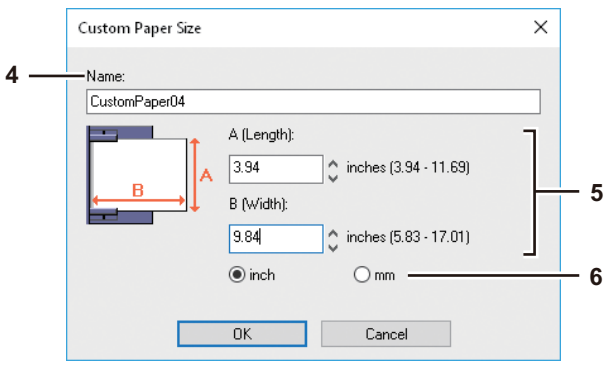 Custom Paper Size
4
Name:
CustomPaper04
A (Length):
3.94 inches (3.94 - 11.69)
A
B
5
B (Width):
9.84 inches (5.83 - 17.01)
inch mm
6
OK Cancel